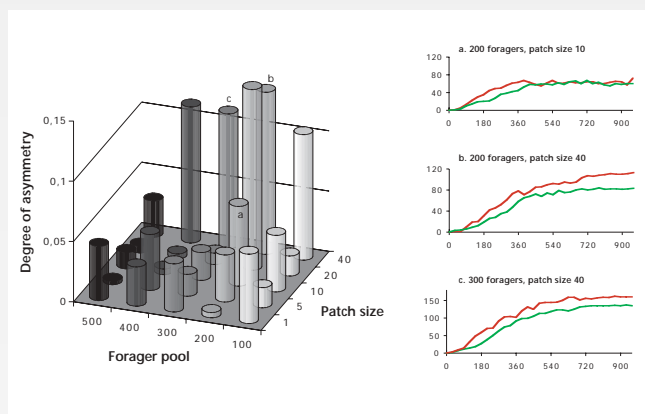 Degree of asymmetry
0,15
0,1
0,05
0
500
400
300
200
100
Forager pool
1
5
10
20
40
Patch size
a
b
c
a. 200 foragers, patch size 10
120
80
40
0
0 180 360 540 720 900
b. 200 foragers, patch size 40
120
80
40
0
0 180 360 540 720 900
c. 300 foragers, patch size 40
150
100
50
0
0 180 360 540 720 900